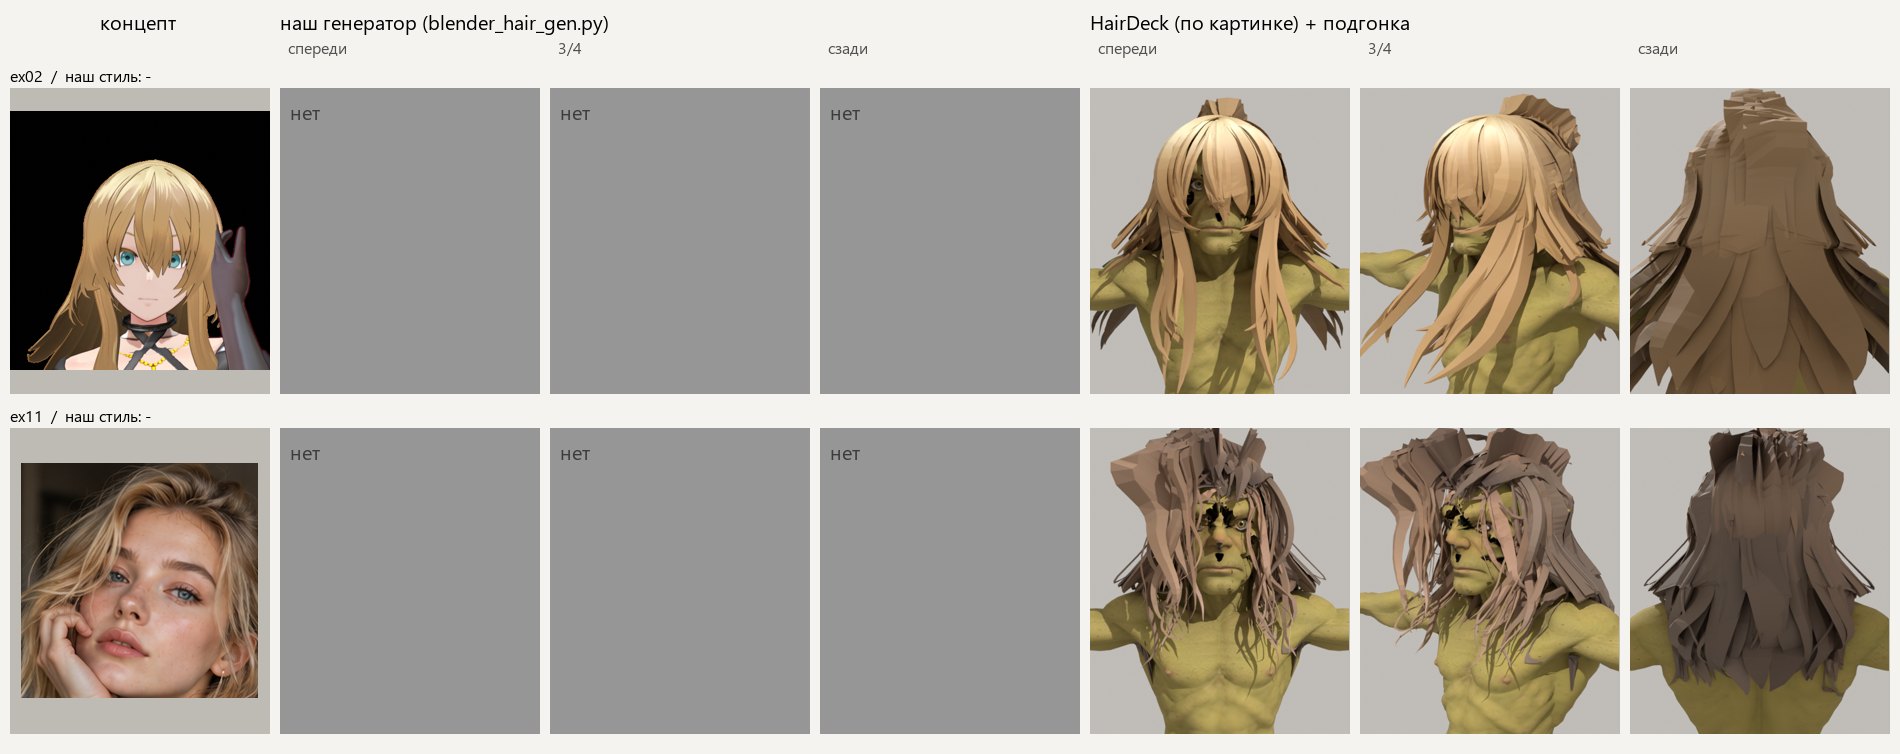 концепт
наш генератор (blender_hair_gen.py)
HairDeck (по картинке) + подгонка
спереди
3/4
сзади
спереди
3/4
сзади
ex02 / наш стиль: -
нет
нет
нет
ex11 / наш стиль: -
нет
нет
нет